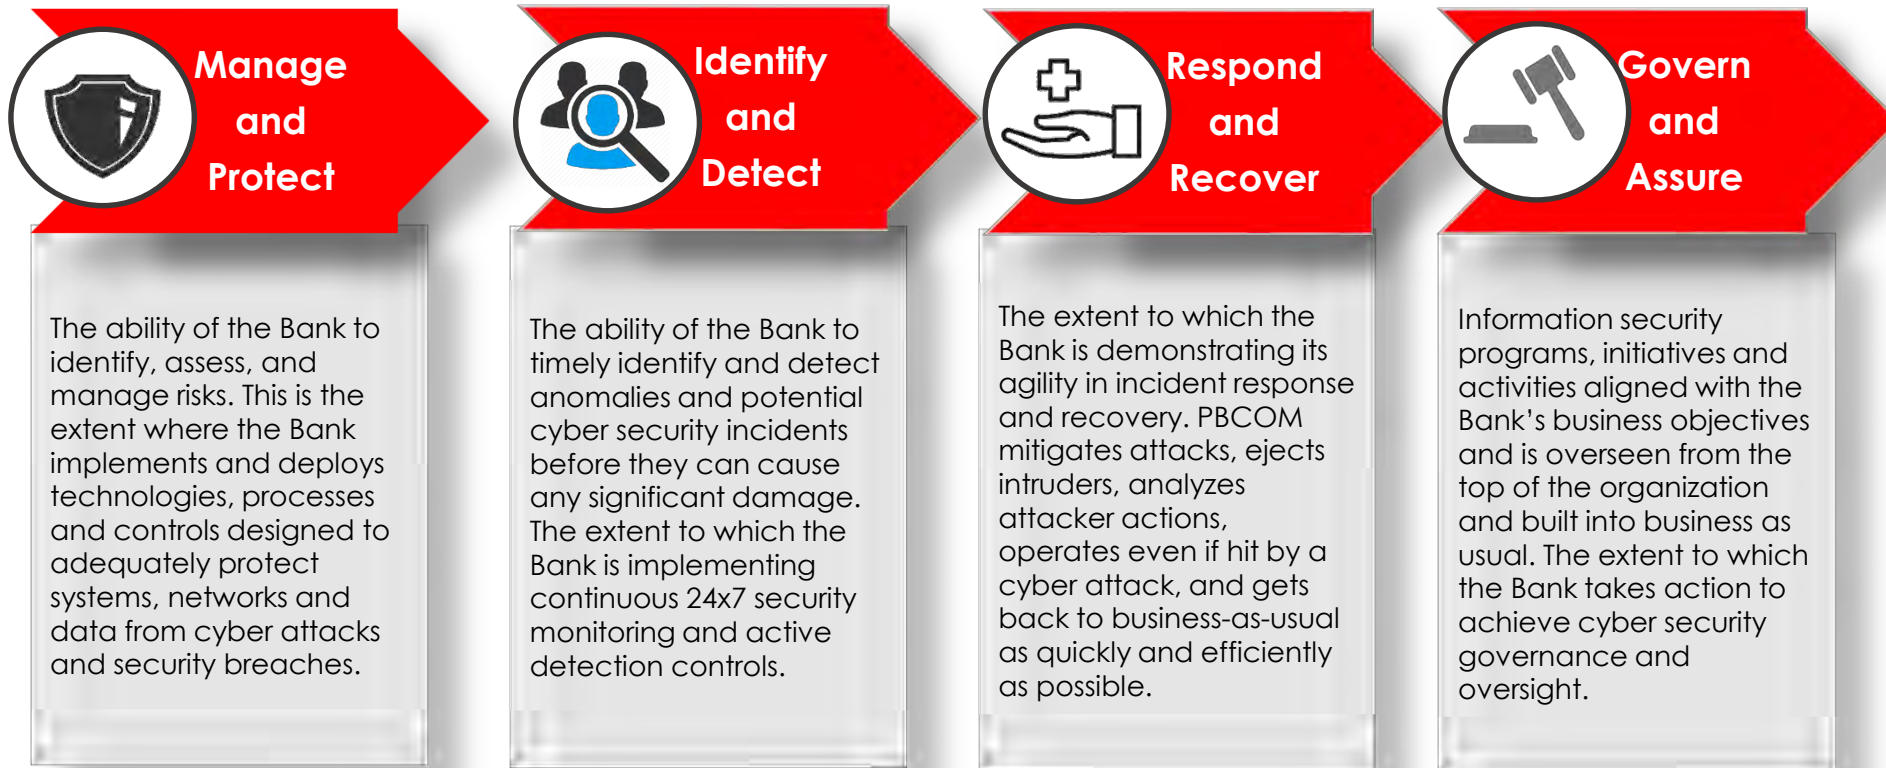 Manage
and
Protect
The ability of the Bank to
identify, assess, and
manage risks. This is the
extent where the Bank
implements and deploys
technologies, processes
and controls designed to
adequately protect
systems, networks and
data from cyber attacks
and security breaches.
Identify
and
Detect
The ability of the Bank to
timely identify and detect
anomalies and potential
cyber security incidents
before they can cause
any significant damage.
The extent to which the
Bank is implementing
continuous 24x7 security
monitoring and active
detection controls.
Respond
and
Recover
The extent to which the
Bank is demonstrating its
agility in incident response
and recovery. PBCOM
mitigates attacks, ejects
intruders, analyzes
attacker actions,
operates even if hit by a
cyber attack, and gets
back to business-as-usual
as quickly and efficiently
as possible.
Govern
and
Assure
Information security
programs, initiatives and
activities aligned with the
Bank’s business objectives
and is overseen from the
top of the organization
and built into business as
usual. The extent to which
the Bank takes action to
achieve cyber security
governance and
oversight.